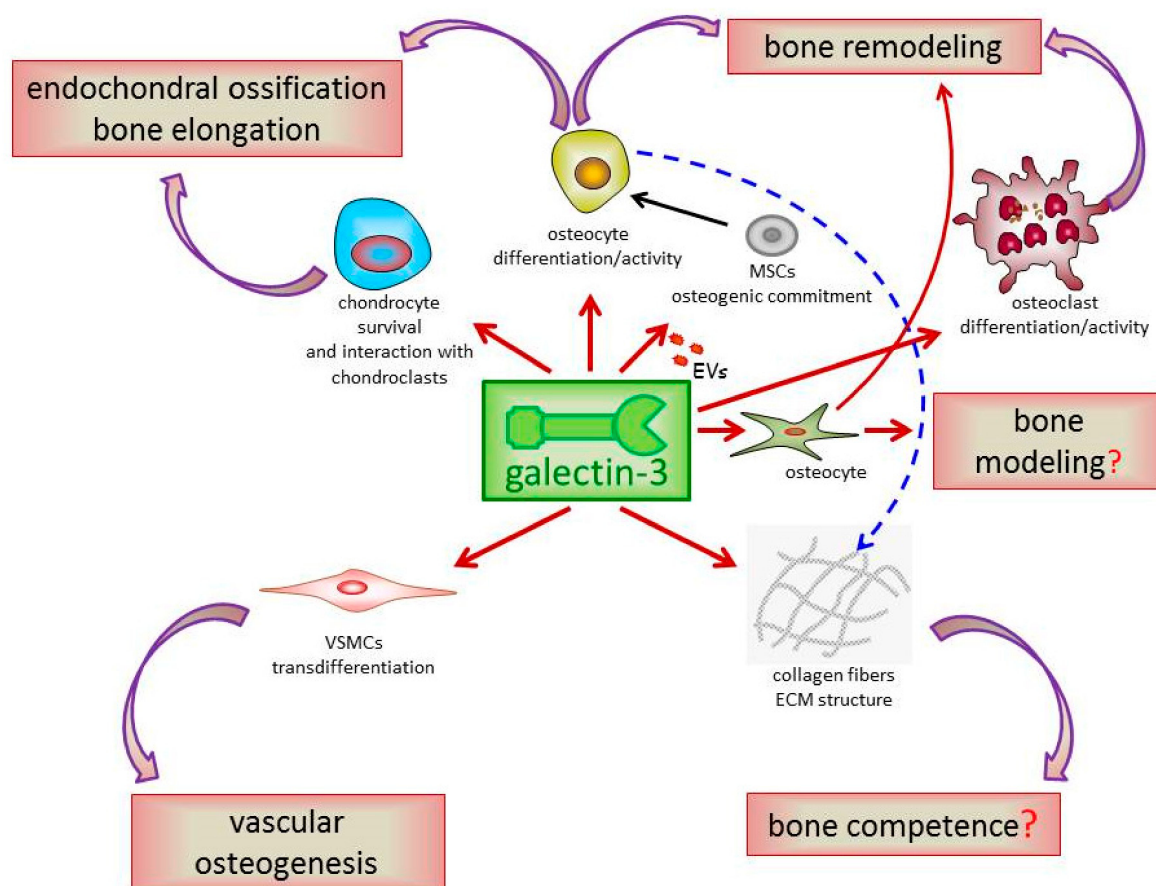 endochondral ossification
bone elongation
bone remodeling
osteocyte
differentiation/activity
MSCs
osteogenic commitment
osteoclast
differentiation/activity
chondrocyte
survival
and interaction with
chondroclasts
EVs
galectin-3
osteocyte
bone
modeling?
VSMCs
transdifferentiation
collagen fibers
ECM structure
vascular
osteogenesis
bone competence?